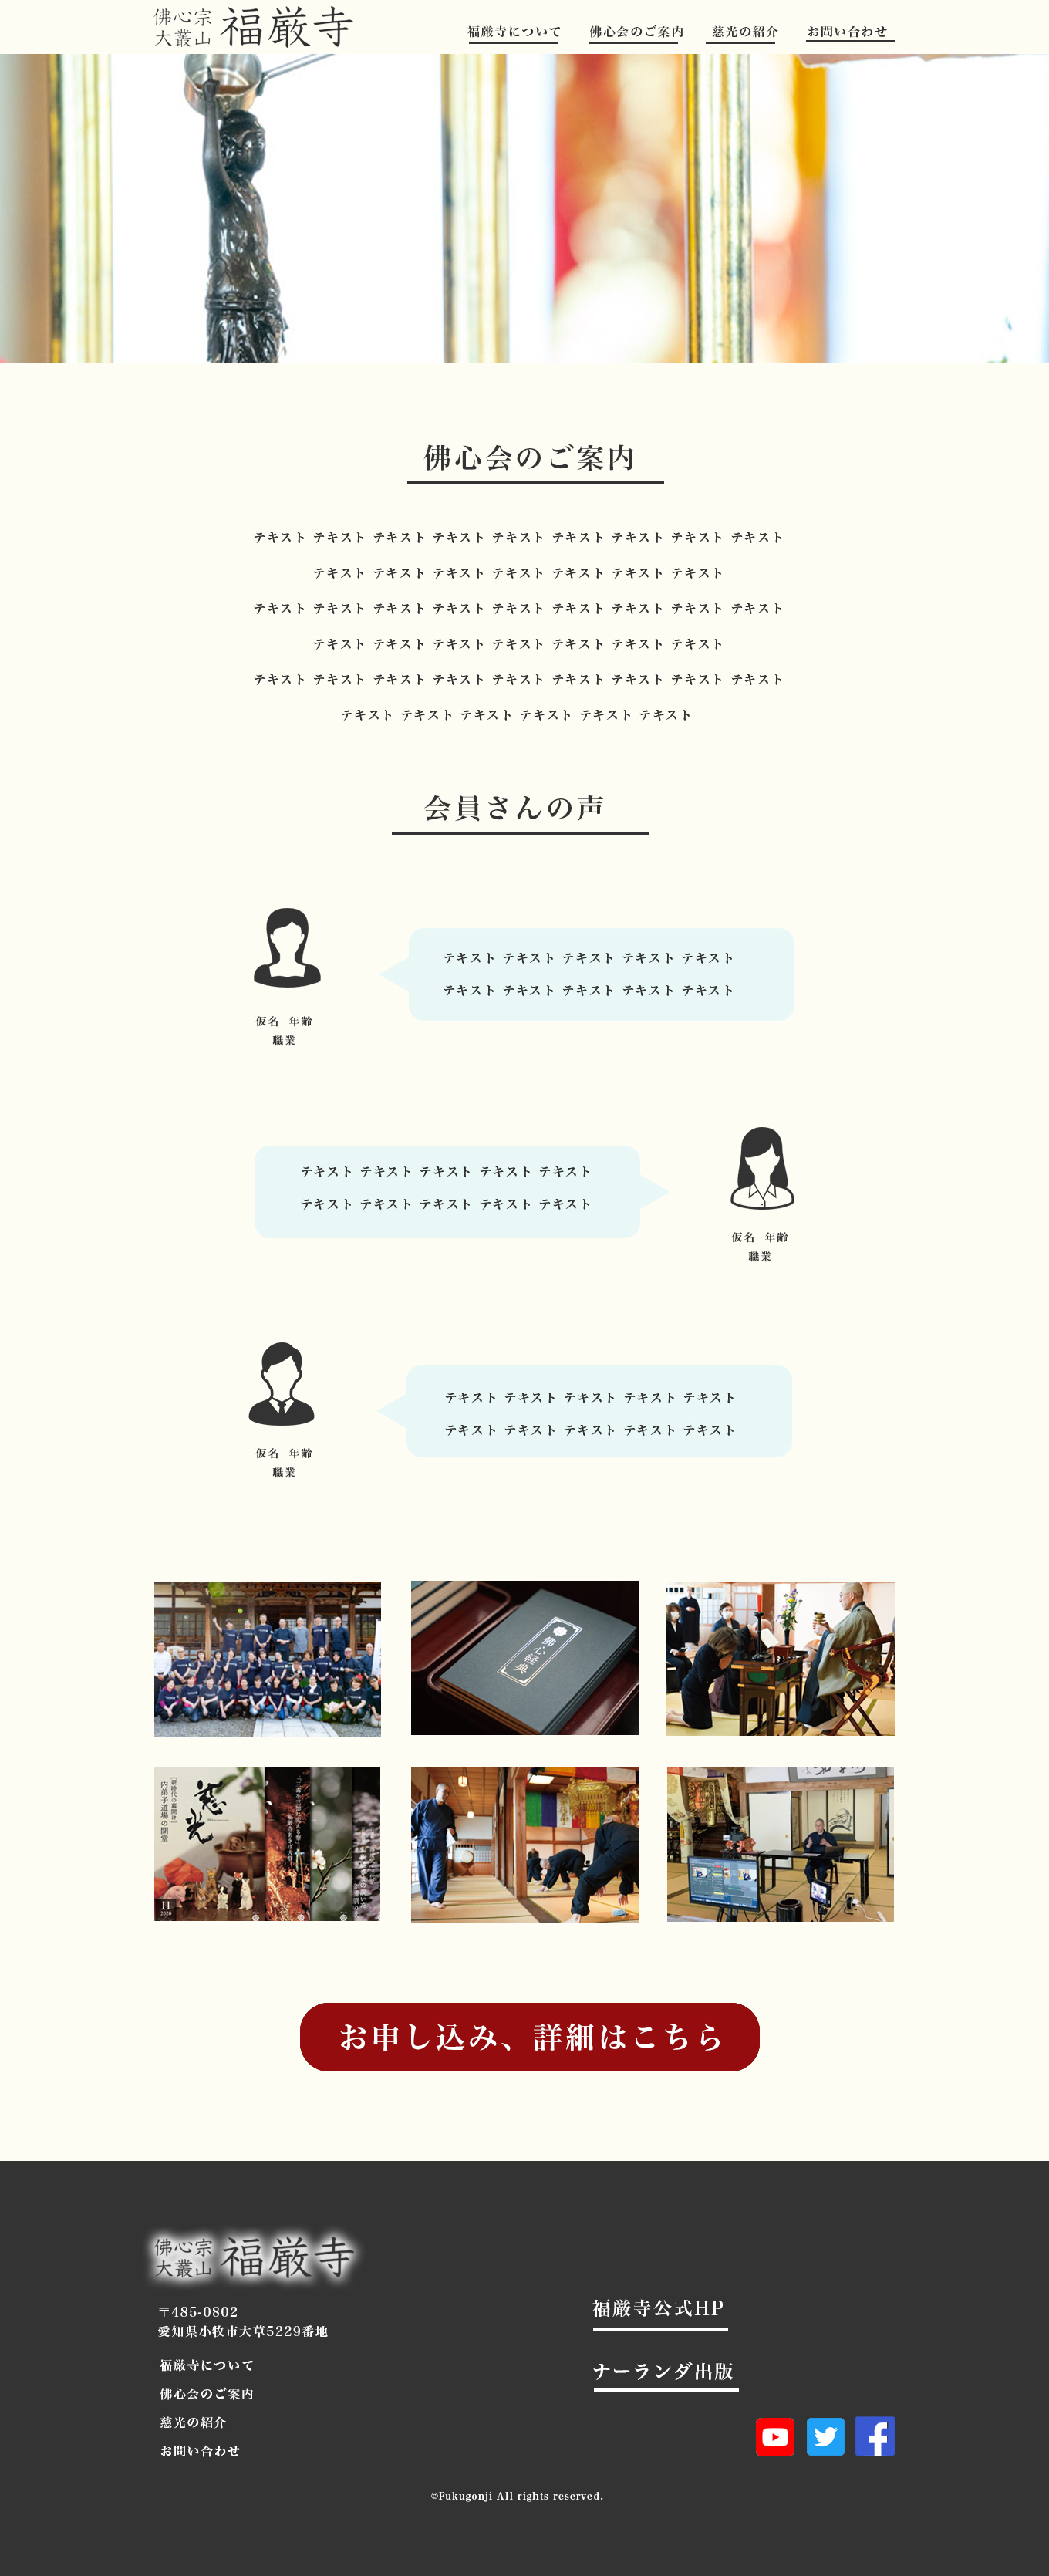 佛心宗
大叢山
福厳寺
福厳寺について
佛心会のご案内
慈光の紹介
お問い合わせ
佛心会のご案内
テキスト テキスト テキスト テキスト テキスト テキスト テキスト テキスト テキスト
テキスト テキスト テキスト テキスト テキスト テキスト テキスト
テキスト テキスト テキスト テキスト テキスト テキスト テキスト テキスト テキスト
テキスト テキスト テキスト テキスト テキスト テキスト テキスト
テキスト テキスト テキスト テキスト テキスト テキスト テキスト テキスト テキスト
テキスト テキスト テキスト テキスト テキスト テキスト
会員さんの声
テキスト テキスト テキスト テキスト テキスト
テキスト テキスト テキスト テキスト テキスト
仮名 年齢
職業
テキスト テキスト テキスト テキスト テキスト
テキスト テキスト テキスト テキスト テキスト
仮名 年齢
職業
テキスト テキスト テキスト テキスト テキスト
テキスト テキスト テキスト テキスト テキスト
仮名 年齢
職業
佛心経典
慈光
［新時代の幕開け］
内弟子道場の開堂
11
2020
お申し込み、詳細はこちら
佛心宗
大叢山
福厳寺
〒485-0802
愛知県小牧市大草5229番地
福厳寺について
佛心会のご案内
慈光の紹介
お問い合わせ
福厳寺公式HP
ナーランダ出版
©Fukugonji All rights reserved.